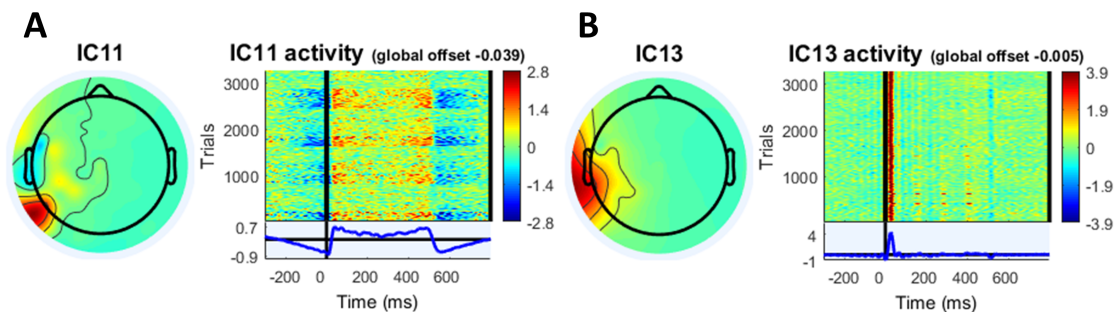 A
IC11
IC11 activity (global offset -0.039)
Trials
3000
2000
1000
0.7
-0.9
-200 0 200 400 600
Time (ms)
2.8
1.4
0
-1.4
-2.8
B
IC13
IC13 activity (global offset -0.005)
Trials
3000
2000
1000
4
-1
-200 0 200 400 600
Time (ms)
3.9
1.9
0
-1.9
-3.9